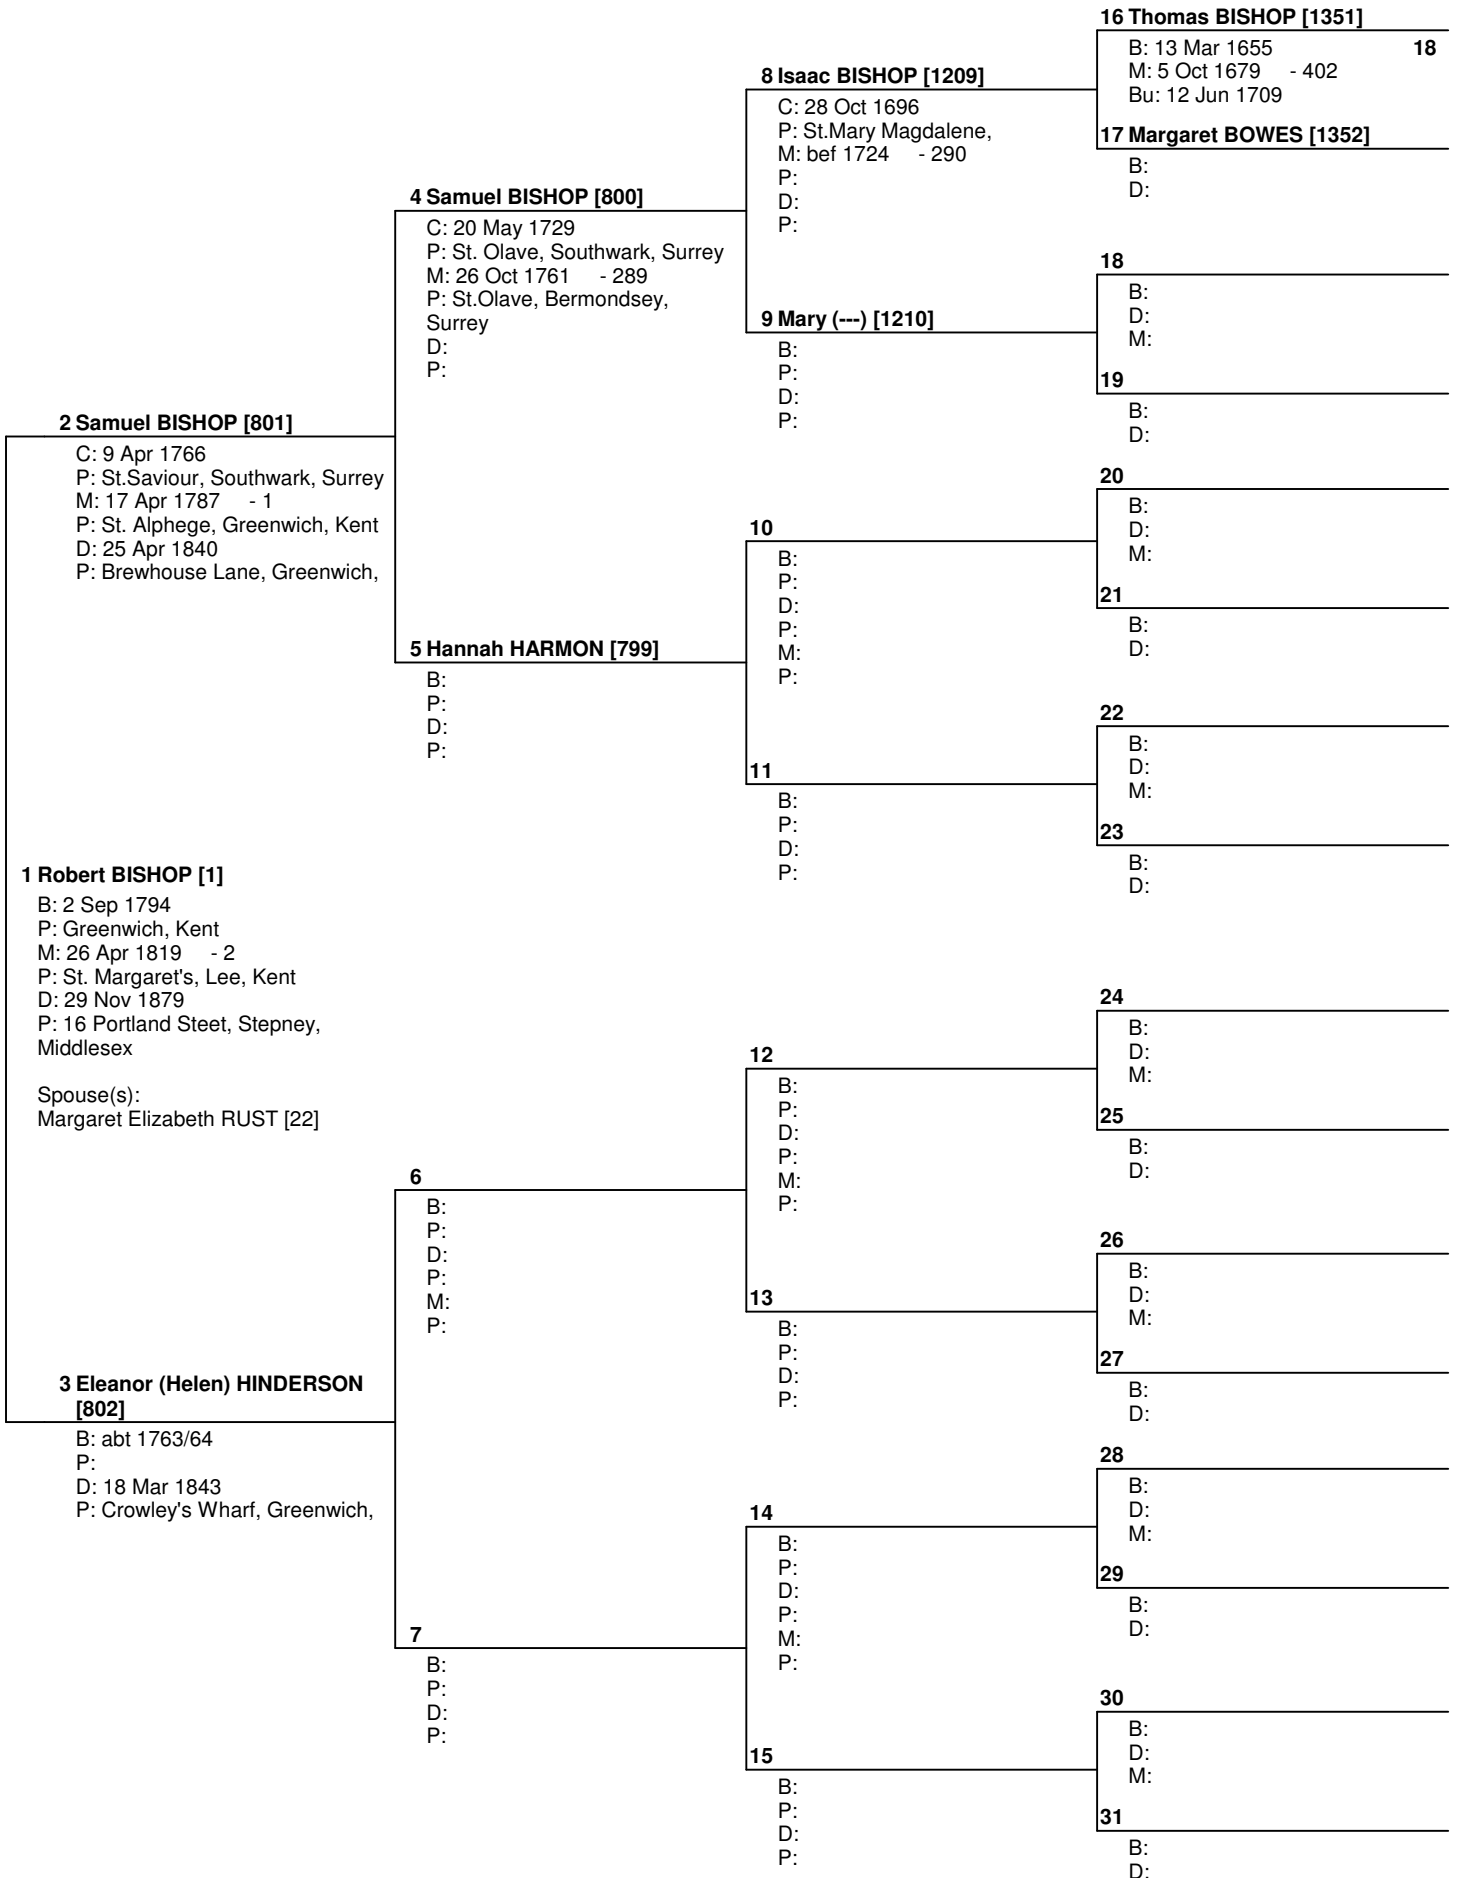 16 Thomas BISHOP [1351]
B: 13 Mar 1655 18
M: 5 Oct 1679 - 402
Bu: 12 Jun 1709
8 Isaac BISHOP [1209]
C: 28 Oct 1696
P: St.Mary Magdalene,
M: bef 1724 - 290
P:
D:
P:
17 Margaret BOWES [1352]
B:
D:
4 Samuel BISHOP [800]
C: 20 May 1729
P: St. Olave, Southwark, Surrey
M: 26 Oct 1761 - 289
P: St.Olave, Bermondsey,
Surrey
D:
P:
18
B:
D:
M:
9 Mary (---) [1210]
B:
P:
D:
P:
19
B:
D:
2 Samuel BISHOP [801]
C: 9 Apr 1766
P: St.Saviour, Southwark, Surrey
M: 17 Apr 1787 - 1
P: St. Alphege, Greenwich, Kent
D: 25 Apr 1840
P: Brewhouse Lane, Greenwich,
20
B:
D:
M:
10
B:
P:
D:
P:
M:
P:
21
B:
D:
5 Hannah HARMON [799]
B:
P:
D:
P:
22
B:
D:
M:
11
B:
P:
D:
P:
23
B:
D:
1 Robert BISHOP [1]
B: 2 Sep 1794
P: Greenwich, Kent
M: 26 Apr 1819 - 2
P: St. Margaret's, Lee, Kent
D: 29 Nov 1879
P: 16 Portland Steet, Stepney,
Middlesex
Spouse(s):
Margaret Elizabeth RUST [22]
24
B:
D:
M:
12
B:
P:
D:
P:
M:
P:
25
B:
D:
6
B:
P:
D:
P:
M:
P:
26
B:
D:
M:
13
B:
P:
D:
P:
27
B:
D:
3 Eleanor (Helen) HINDERSON
[802]
B: abt 1763/64
P:
D: 18 Mar 1843
P: Crowley's Wharf, Greenwich,
28
B:
D:
M:
14
B:
P:
D:
P:
M:
P:
29
B:
D:
7
B:
P:
D:
P:
30
B:
D:
M:
15
B:
P:
D:
P:
31
B:
D: